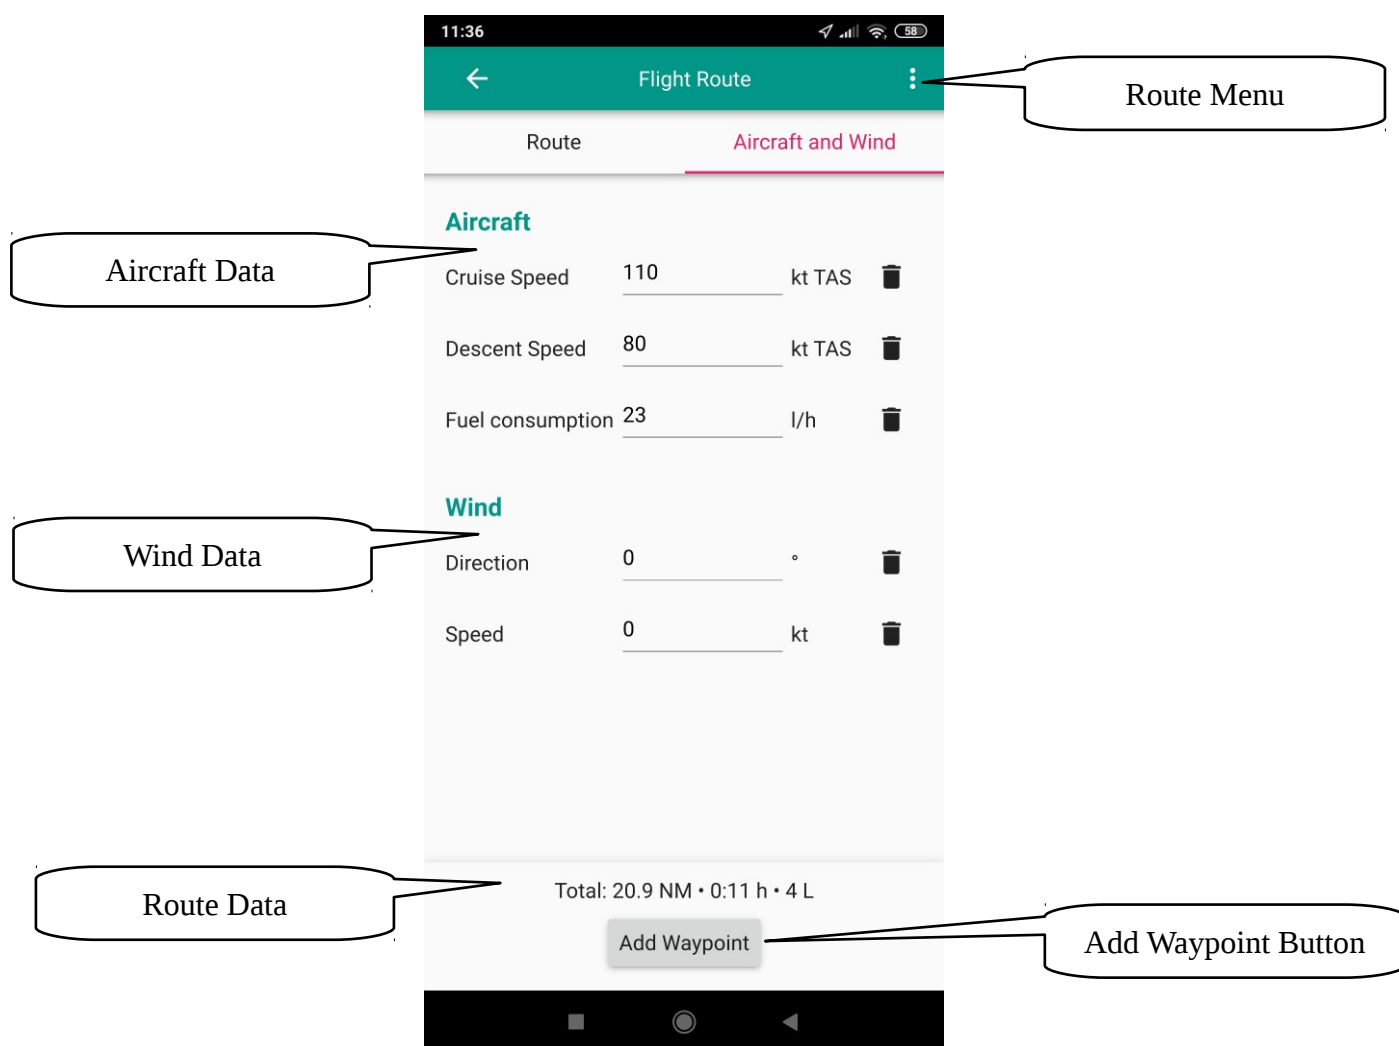 11:36
58
Flight Route
Route Menu
Route
Aircraft and Wind
Aircraft
Aircraft Data
Cruise Speed 110 kt TAS
Descent Speed 80 kt TAS
Fuel consumption 23 l/h
Wind
Wind Data
Direction 0 °
Speed 0 kt
Route Data
Total: 20.9 NM • 0:11 h • 4 L
Add Waypoint
Add Waypoint Button